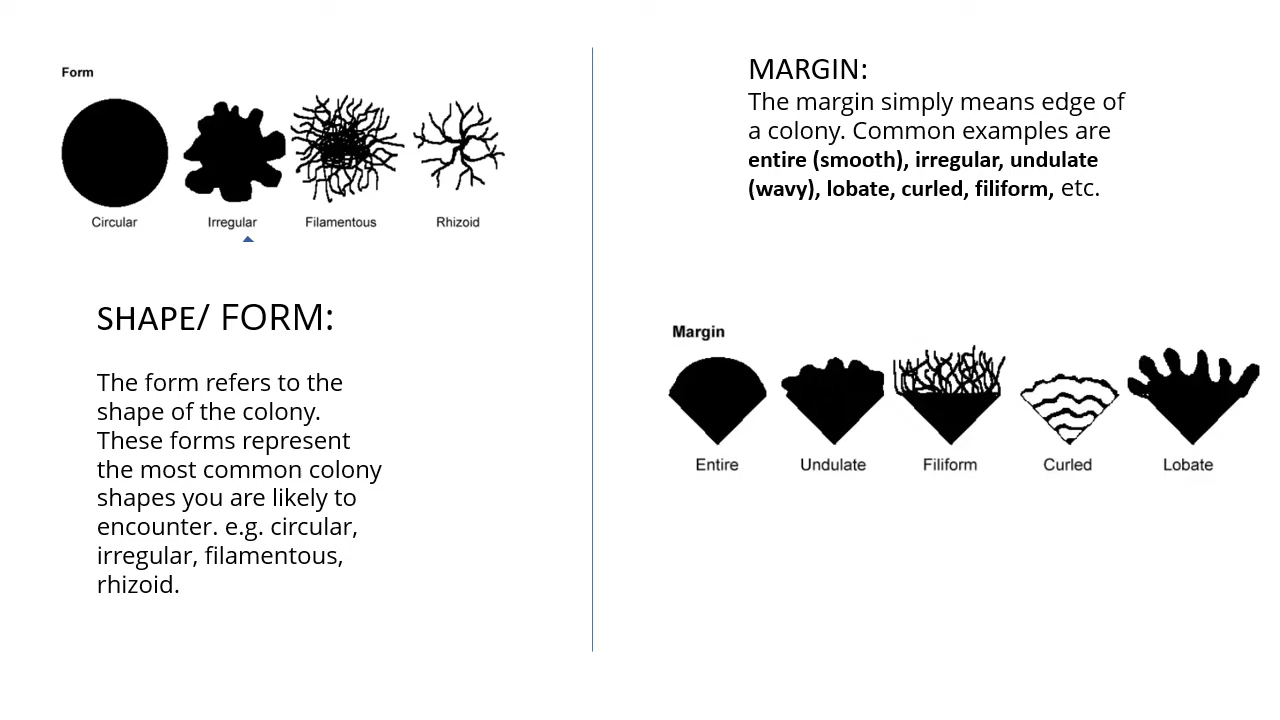 Form
Circular
Irregular
Filamentous
Rhizoid
SHAPE/ FORM:
The form refers to the
shape of the colony.
These forms represent
the most common colony
shapes you are likely to
encounter. e.g. circular,
irregular, filamentous,
rhizoid.
MARGIN:
The margin simply means edge of
a colony. Common examples are
entire (smooth), irregular, undulate
(wavy), lobate, curled, filiform, etc.
Margin
Entire
Undulate
Filiform
Curled
Lobate